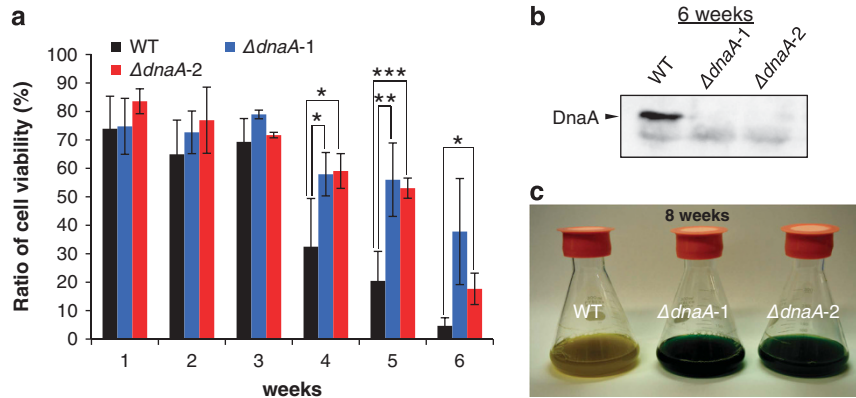 a
WT
ΔdnaA-1
ΔdnaA-2
Ratio of cell viability (%)
100
90
80
70
60
50
40
30
20
10
0
*
*
***
**
*
1 2 3 4 5 6
weeks
b
6 weeks
WT ΔdnaA-1 ΔdnaA-2
DnaA
c
8 weeks
WT ΔdnaA-1 ΔdnaA-2